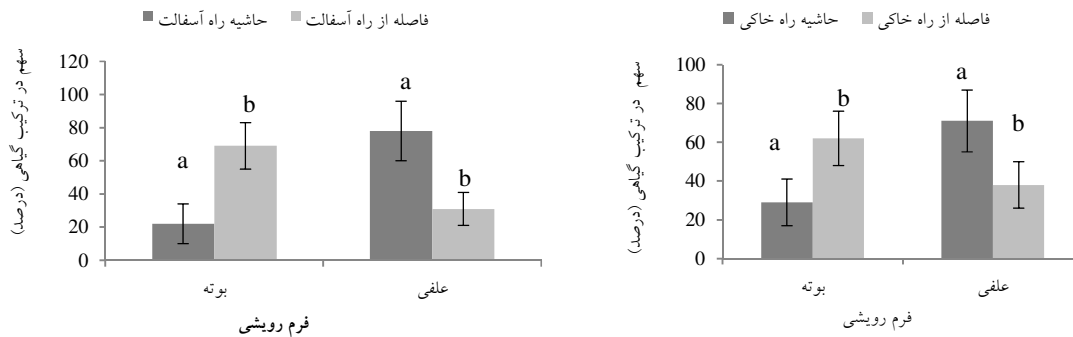 حاشیه راه آسفالت فاصله از راه آسفالت
سهم در ترکیب گیاهی (درصد)
120
100
80
60
40
20
0
a
b
a
b
بوته علفی
فرم رویشی
حاشیه راه خاکی فاصله از راه خاکی
سهم در ترکیب گیاهی (درصد)
100
80
60
40
20
0
a
b
a
b
بوته علفی
فرم رویشی